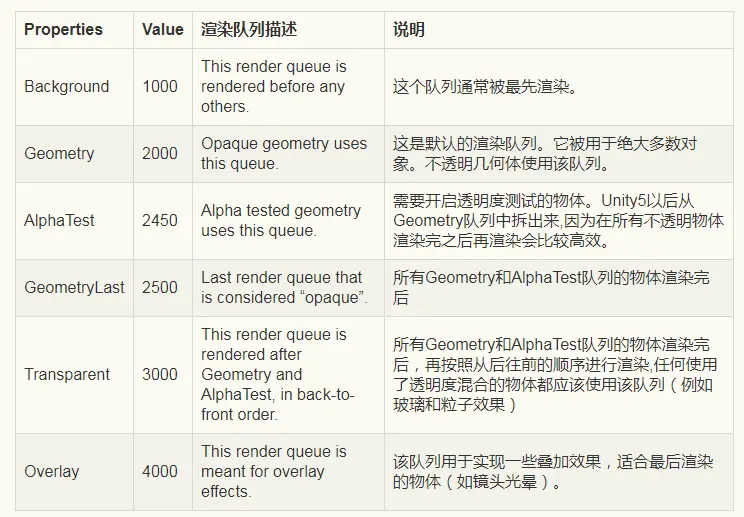 Properties Value 渲染队列描述 说明
Background 1000
This render queue is
rendered before any
others.
这个队列通常被最先渲染。
Geometry 2000
Opaque geometry uses
this queue.
这是默认的渲染队列。它被用于绝大多数对
象。不透明几何体使用该队列。
AlphaTest 2450
Alpha tested geometry
uses this queue.
需要开启透明度测试的物体。Unity5以后从
Geometry队列中拆出来,因为在所有不透明物体
渲染完之后再渲染会比较高效。
GeometryLast 2500
Last render queue that
is considered “opaque”.
所有Geometry和AlphaTest队列的物体渲染完
后
Transparent 3000
This render queue is
rendered after
Geometry and
AlphaTest, in back-to-
front order.
所有Geometry和AlphaTest队列的物体渲染完
后，再按照从后往前的顺序进行渲染,任何使用
了透明度混合的物体都应该使用该队列（例如
玻璃和粒子效果）
Overlay 4000
This render queue is
meant for overlay
effects.
该队列用于实现一些叠加效果，适合最后渲染
的物体（如镜头光晕）。